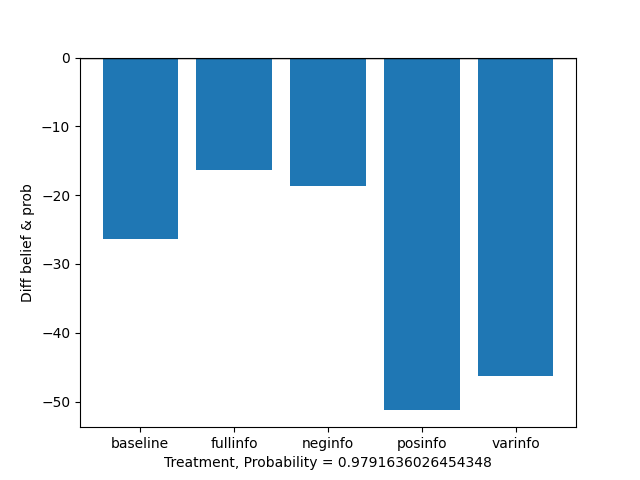 0
−10
−20
−30
−40
−50
Diff belief & prob
baseline fullinfo neginfo posinfo varinfo
Treatment, Probability = 0.9791636026454348